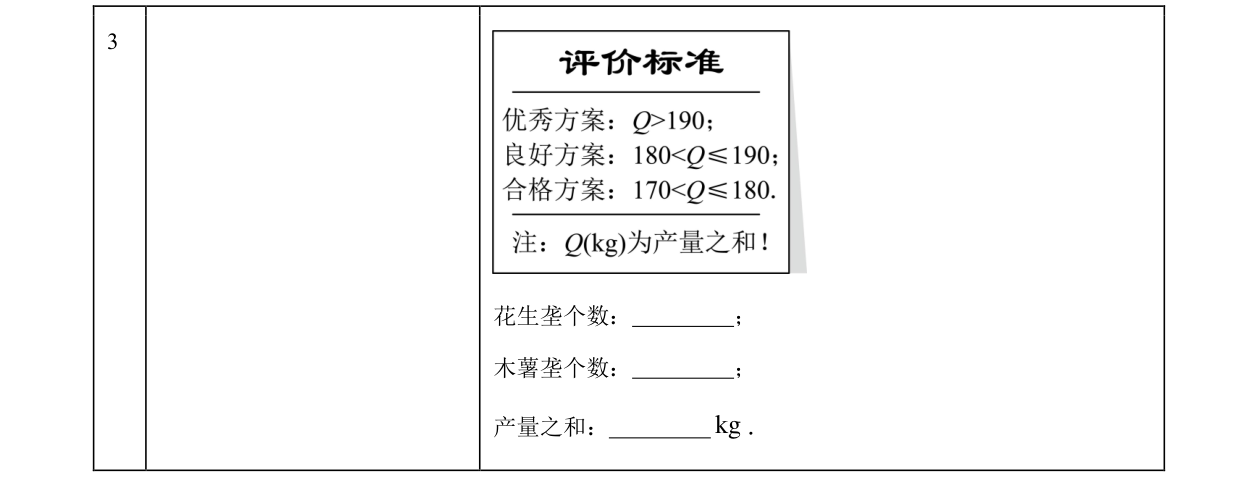 3
评价标准
优秀方案：Q>190；
良好方案：180<Q≤190；
合格方案：170<Q≤180.
注：Q(kg)为产量之和！
花生垄个数：________；
木薯垄个数：________；
产量之和：________ kg .